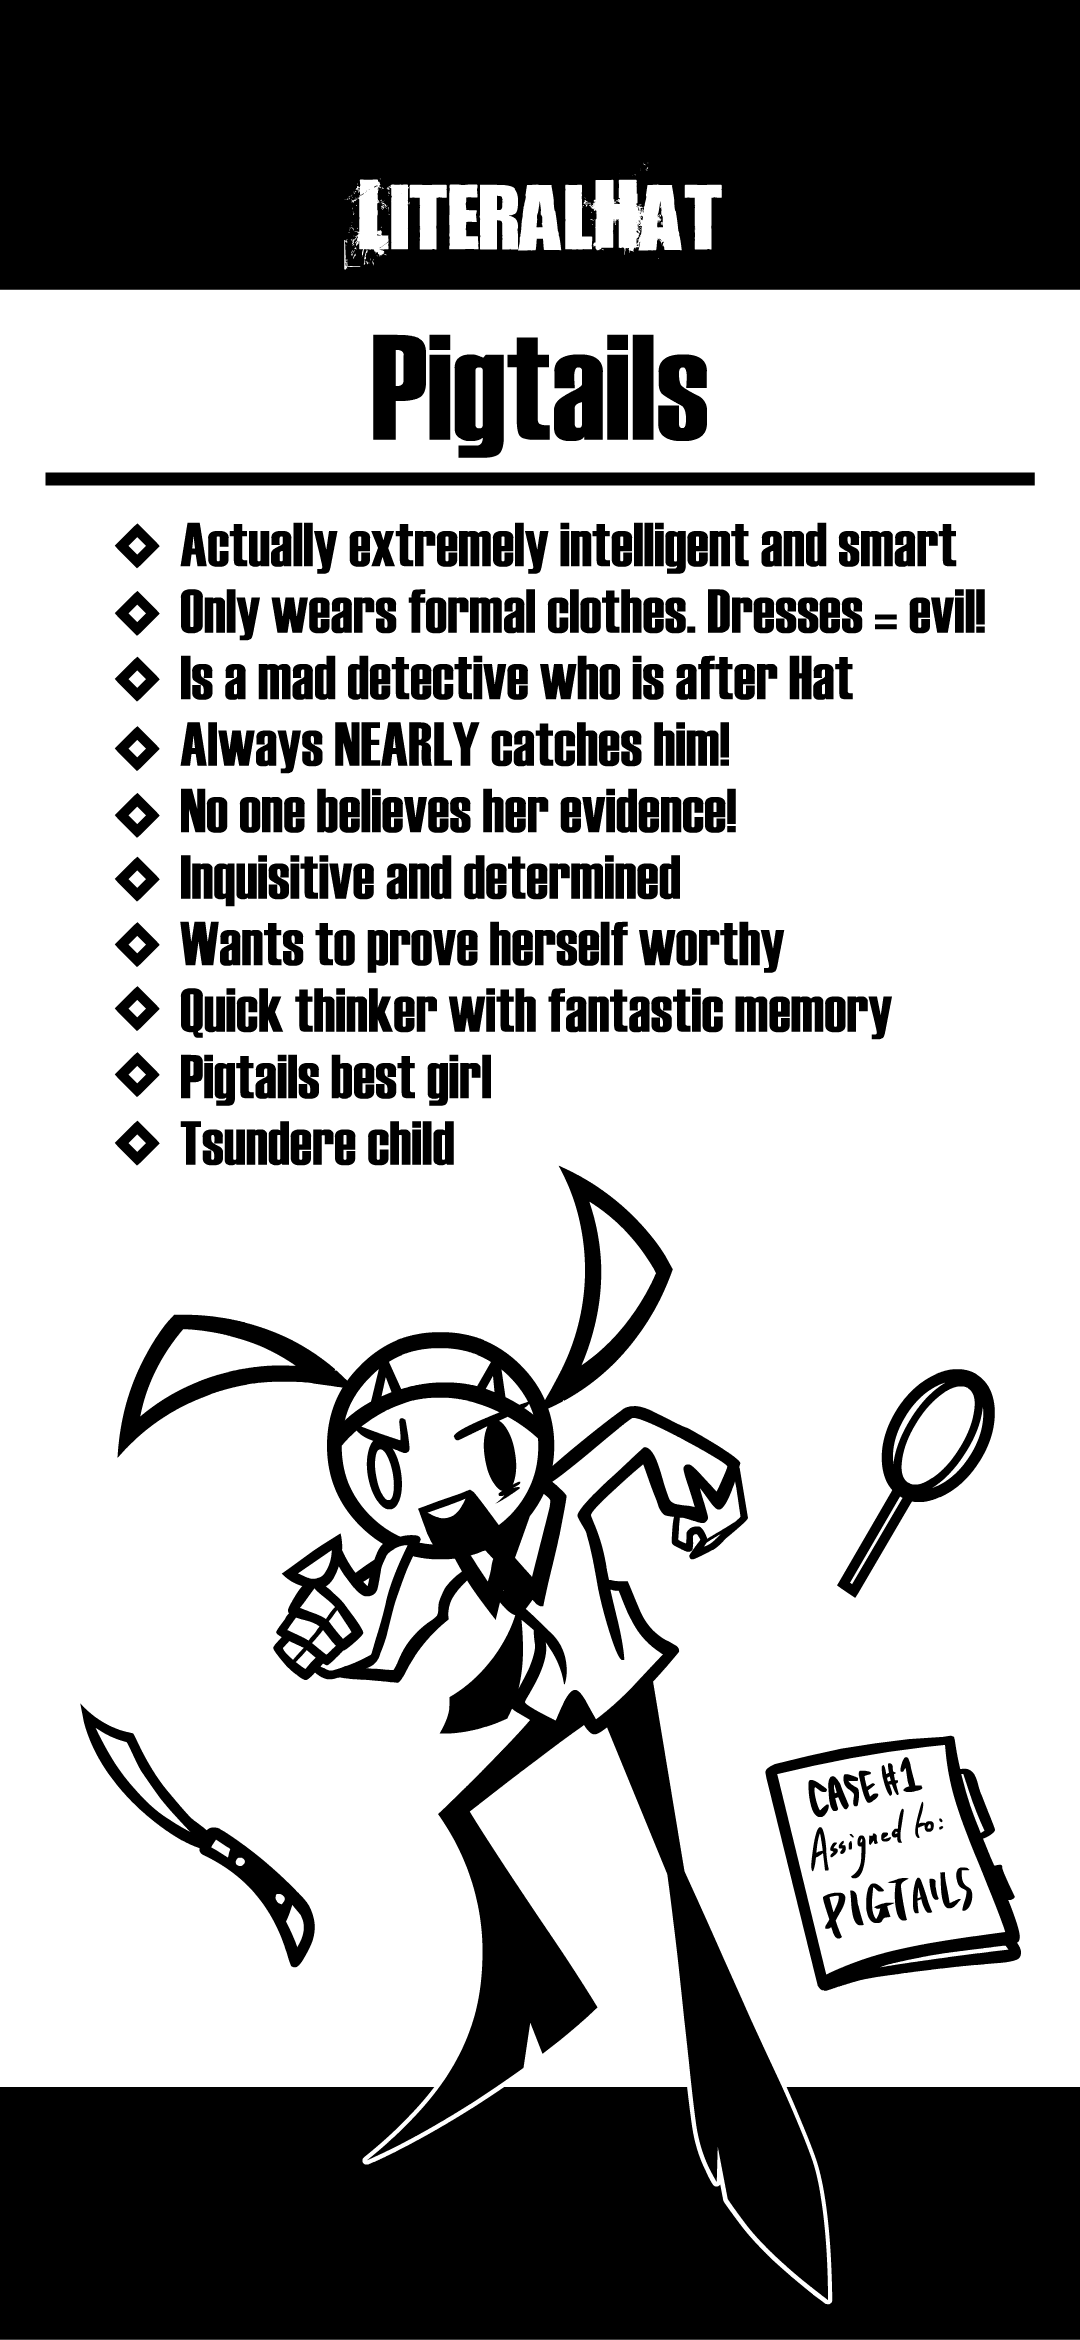 LITERALHAT
Pigtails
Actually extremely intelligent and smart
Only wears formal clothes. Dresses = evil!
Is a mad detective who is after Hat
Always NEARLY catches him!
No one believes her evidence!
Inquisitive and determined
Wants to prove herself worthy
Quick thinker with fantastic memory
Pigtails best girl
Tsundere child
CASE #1
Assigned to:
PIGTAILS